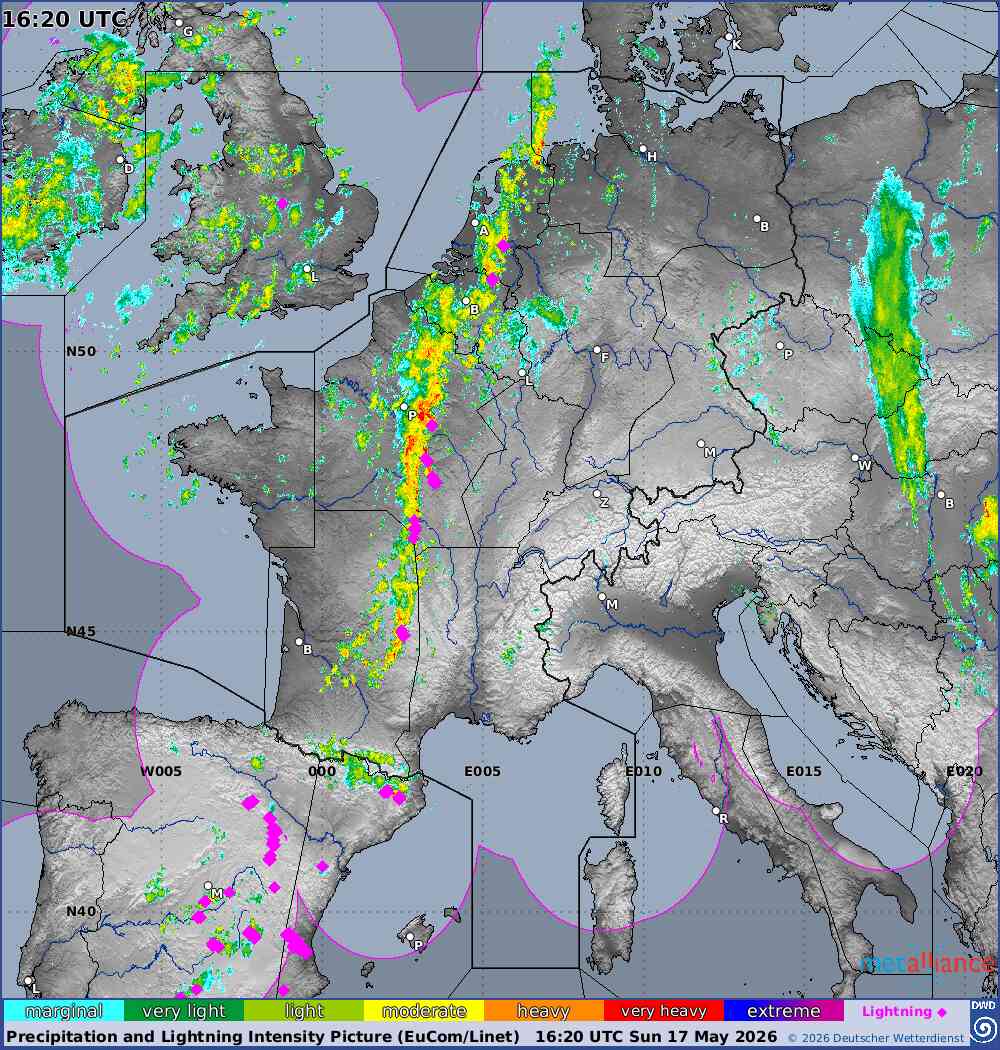 16:20 UTC
G
K
D
H
A
B
L
B
N50
F
P
L
P
M
W
Z
B
M
N45
B
W005
000
E005
E010
E015
E020
R
M
N40
P
L
metalliance
marginal very light light moderate heavy very heavy extreme Lightning
DWD
Precipitation and Lightning Intensity Picture (EuCom/Linet) 16:20 UTC Sun 17 May 2026 © 2026 Deutscher Wetterdienst